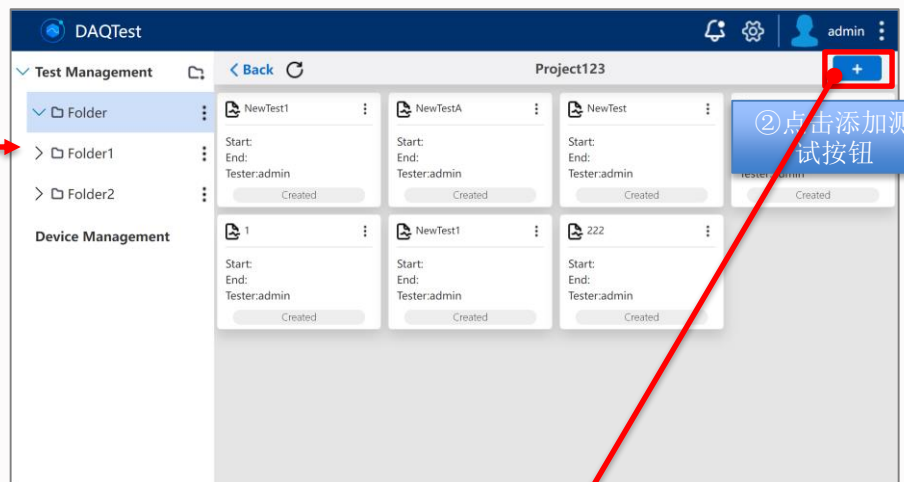 DAQTest
admin
Test Management
Back
Project123
+
Folder
Folder1
Folder2
Device Management
NewTest1
Start:
End:
Tester:admin
Created
NewTestA
Start:
End:
Tester:admin
Created
NewTest
Start:
End:
Tester:admin
Created
②点击添加测
试按钮
Tester:admin
Created
1
Start:
End:
Tester:admin
Created
NewTest1
Start:
End:
Tester:admin
Created
222
Start:
End:
Tester:admin
Created